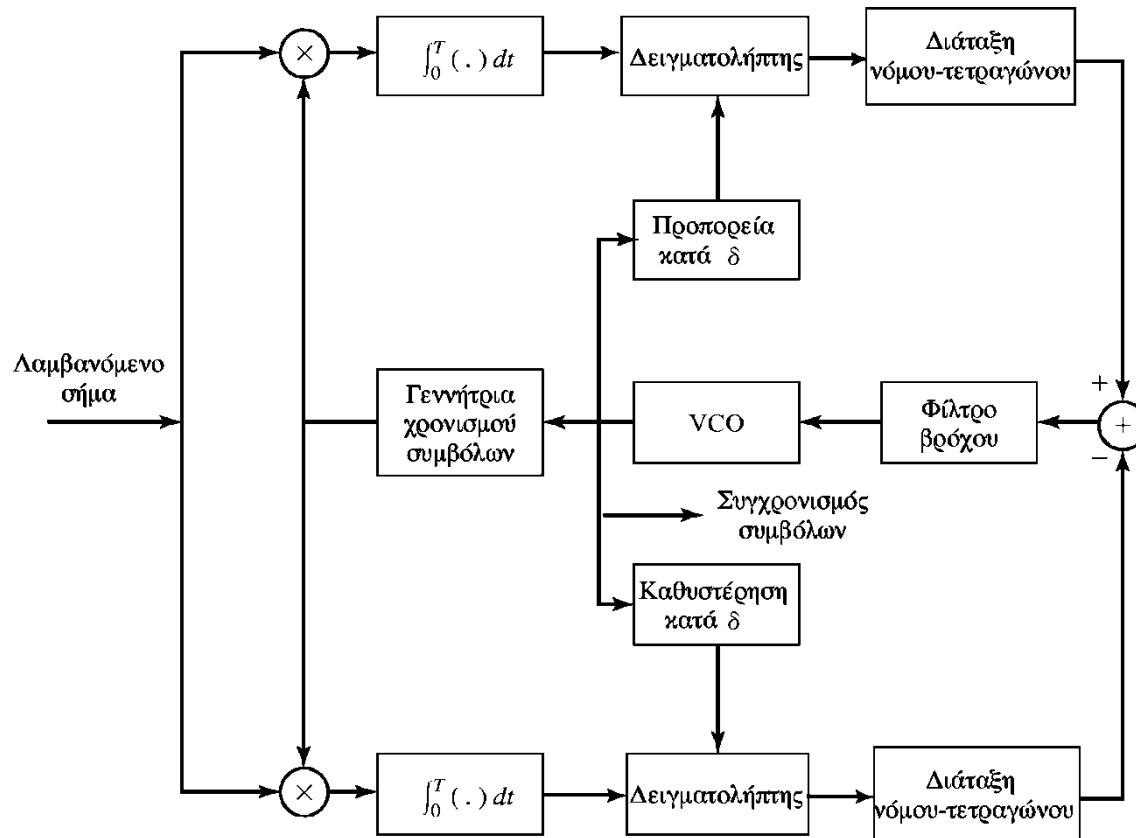 ×
∫₀ᵀ (.) dt
Δειγματολήπτης
Διάταξη
νόμου-τετραγώνου
Προπορεία
κατά δ
Λαμβανόμενο
σήμα
Γεννήτρια
χρονισμού
συμβόλων
VCO
Φίλτρο
βρόχου
+
+
−
Συγχρονισμός
συμβόλων
Καθυστέρηση
κατά δ
×
∫₀ᵀ (.) dt
Δειγματολήπτης
Διάταξη
νόμου-τετραγώνου